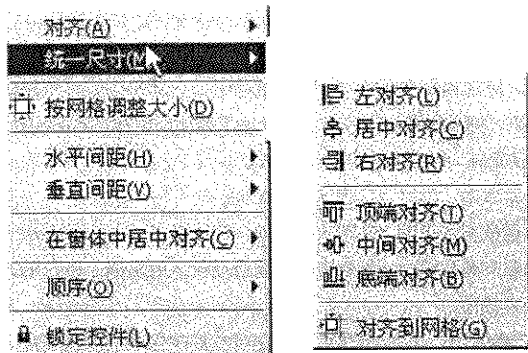 对齐(A)
统一尺寸(M)
按网格调整大小(D)
水平间距(H)
垂直间距(V)
在窗体中居中对齐(C)
顺序(O)
锁定控件(L)
左对齐(L)
居中对齐(C)
右对齐(R)
顶端对齐(T)
中间对齐(M)
底端对齐(B)
对齐到网格(G)